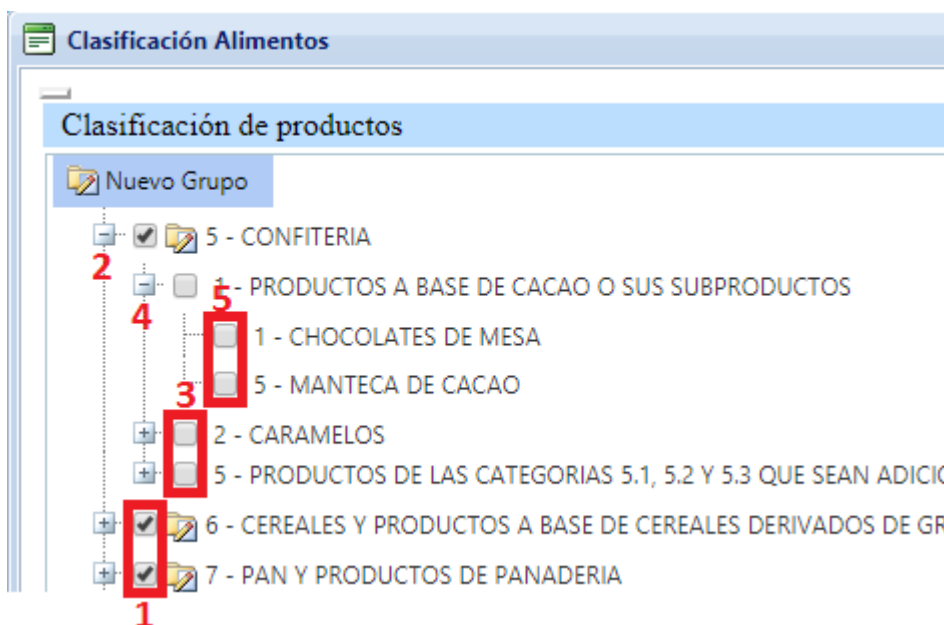 Clasificación Alimentos
Clasificación de productos
Nuevo Grupo
5 - CONFITERIA
2
1 - PRODUCTOS A BASE DE CACAO O SUS SUBPRODUCTOS
4
5
1 - CHOCOLATES DE MESA
5 - MANTECA DE CACAO
3
2 - CARAMELOS
5 - PRODUCTOS DE LAS CATEGORIAS 5.1, 5.2 Y 5.3 QUE SEAN ADICIO
6 - CEREALES Y PRODUCTOS A BASE DE CEREALES DERIVADOS DE GR
7 - PAN Y PRODUCTOS DE PANADERIA
1